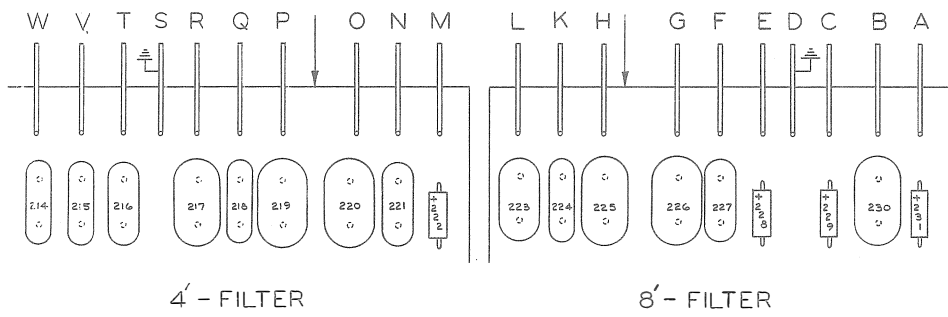 W V T S R Q P O N M L K H G F E D C B A
214 215 216 217 218 219 220 221 +222 223 224 225 226 227 +228 +229 230 +231
4' - FILTER 8' - FILTER